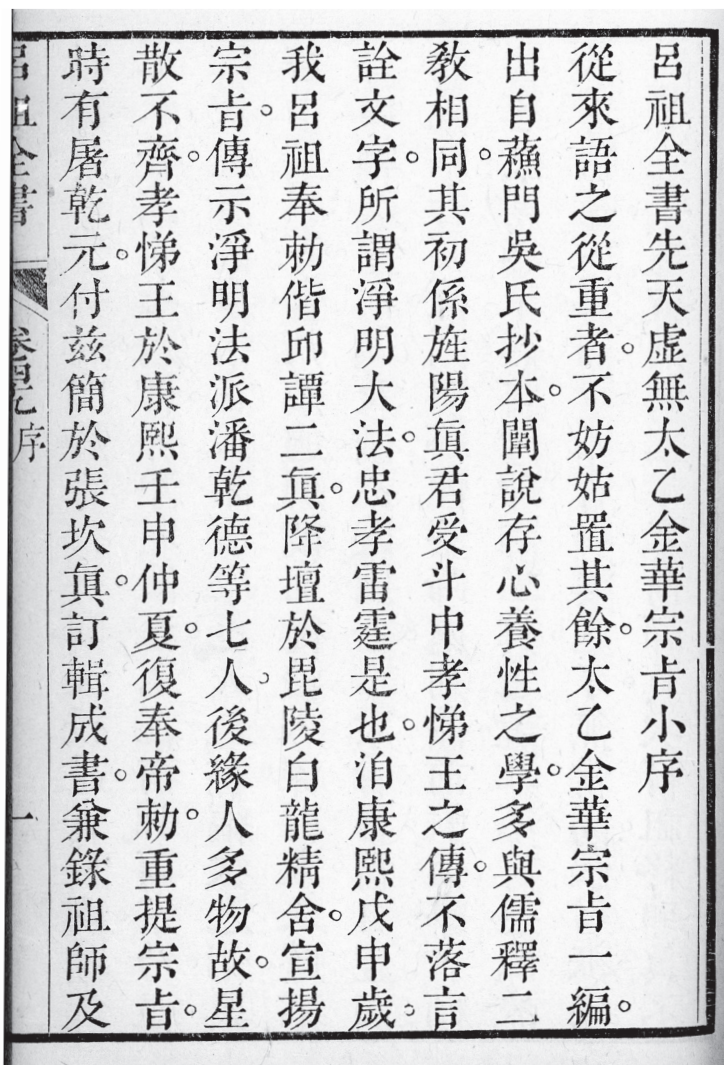 呂祖全書先天虛無太乙金華宗旨小序
從來語之從重者。不妨姑置其餘。太乙金華宗旨一編。
出自蘓門吳氏抄本。闡說存心養性之學。多與儒釋二
敎相同。其初係旌陽眞君受斗中孝悌王之傳。不落言
詮文字。所謂淨明大法。忠孝雷霆是也。洎康熙戊申歲。
我呂祖奉勅偕邱譚二眞。降壇於毘陵白龍精舍。宣揚
宗旨。傳示淨明法派潘乾德等七人。後緣人多物故。星
散不齊。孝悌王於康熙壬申仲夏。復奉帝勅。重提宗旨。
時有屠乾元。付兹簡於張坎眞。訂輯成書。兼錄祖師及
呂祖全書 卷四九 序 一